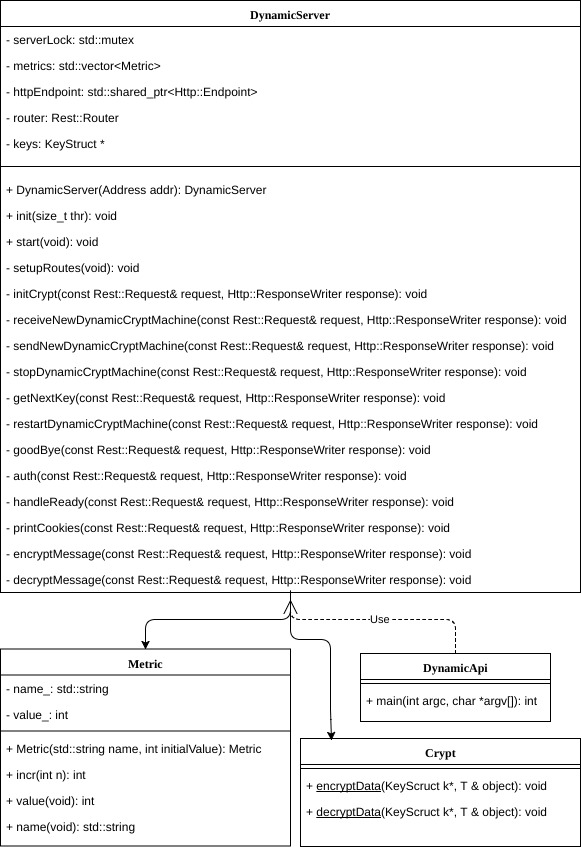 DynamicServer
- serverLock: std::mutex
- metrics: std::vector<Metric>
- httpEndpoint: std::shared_ptr<Http::Endpoint>
- router: Rest::Router
- keys: KeyStruct *
+ DynamicServer(Address addr): DynamicServer
+ init(size_t thr): void
+ start(void): void
- setupRoutes(void): void
- initCrypt(const Rest::Request& request, Http::ResponseWriter response): void
- receiveNewDynamicCryptMachine(const Rest::Request& request, Http::ResponseWriter response): void
- sendNewDynamicCryptMachine(const Rest::Request& request, Http::ResponseWriter response): void
- stopDynamicCryptMachine(const Rest::Request& request, Http::ResponseWriter response): void
- getNextKey(const Rest::Request& request, Http::ResponseWriter response): void
- restartDynamicCryptMachine(const Rest::Request& request, Http::ResponseWriter response): void
- goodBye(const Rest::Request& request, Http::ResponseWriter response): void
- auth(const Rest::Request& request, Http::ResponseWriter response): void
- handleReady(const Rest::Request& request, Http::ResponseWriter response): void
- printCookies(const Rest::Request& request, Http::ResponseWriter response): void
- encryptMessage(const Rest::Request& request, Http::ResponseWriter response): void
- decryptMessage(const Rest::Request& request, Http::ResponseWriter response): void
Use
Metric
- name_: std::string
- value_: int
+ Metric(std::string name, int initialValue): Metric
+ incr(int n): int
+ value(void): int
+ name(void): std::string
DynamicApi
+ main(int argc, char *argv[]): int
Crypt
+ encryptData(KeyScruct k*, T & object): void
+ decryptData(KeyScruct k*, T & object): void